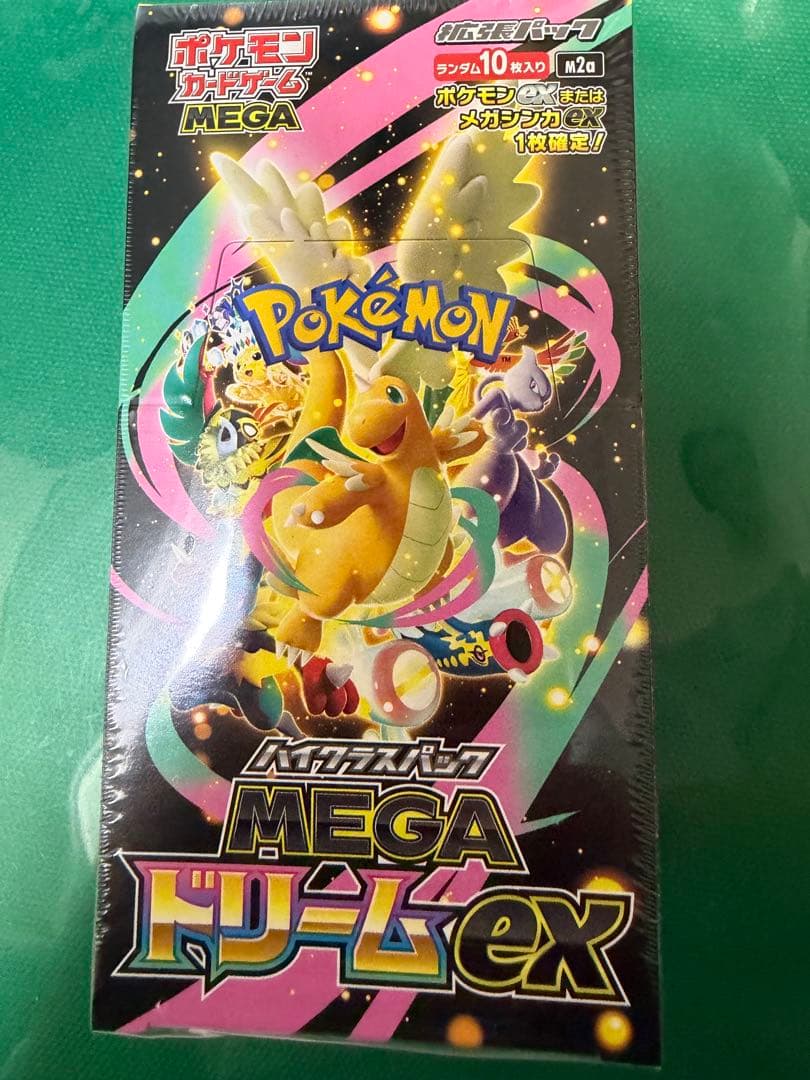 ポケモン
カードゲーム™
MEGA
拡張パック
ランダム10枚入り
M2a
ポケモンexまたは
メガシンカex
1枚確定!
POKÉMON™
ハイクラスパック
MEGA
ドリームex